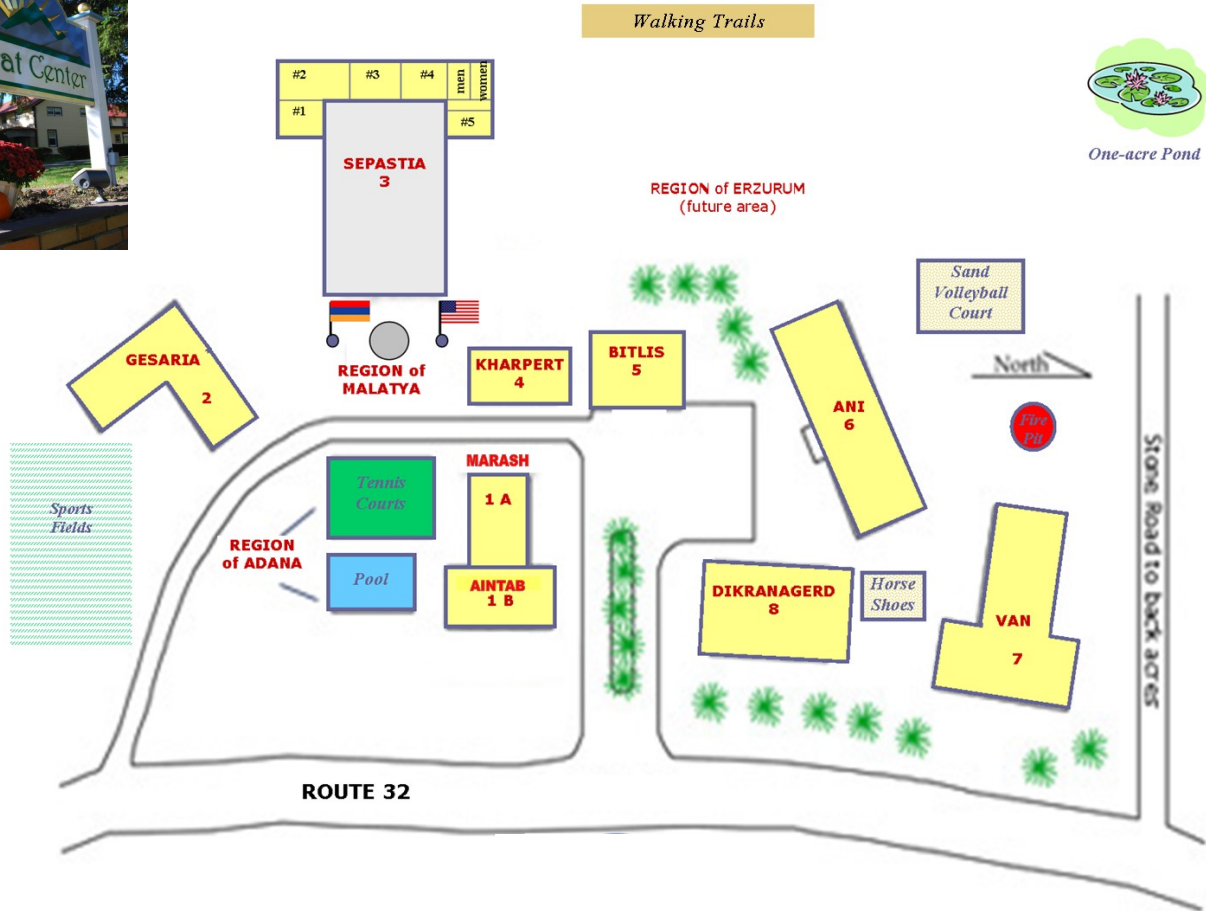 Walking Trails
at Center
#2
#3
#4
men
women
#1
#5
SEPASTIA
3
One-acre Pond
REGION of ERZURUM
(future area)
Sand
Volleyball
Court
North
GESARIA
2
REGION of
MALATYA
KHARPERT
4
BITLIS
5
ANI
6
Fire
Pit
Stone Road to back acres
Sports
Fields
Tennis
Courts
MARASH
1 A
REGION
of ADANA
Pool
AINTAB
1 B
DIKRANAGERD
8
Horse
Shoes
VAN
7
ROUTE 32